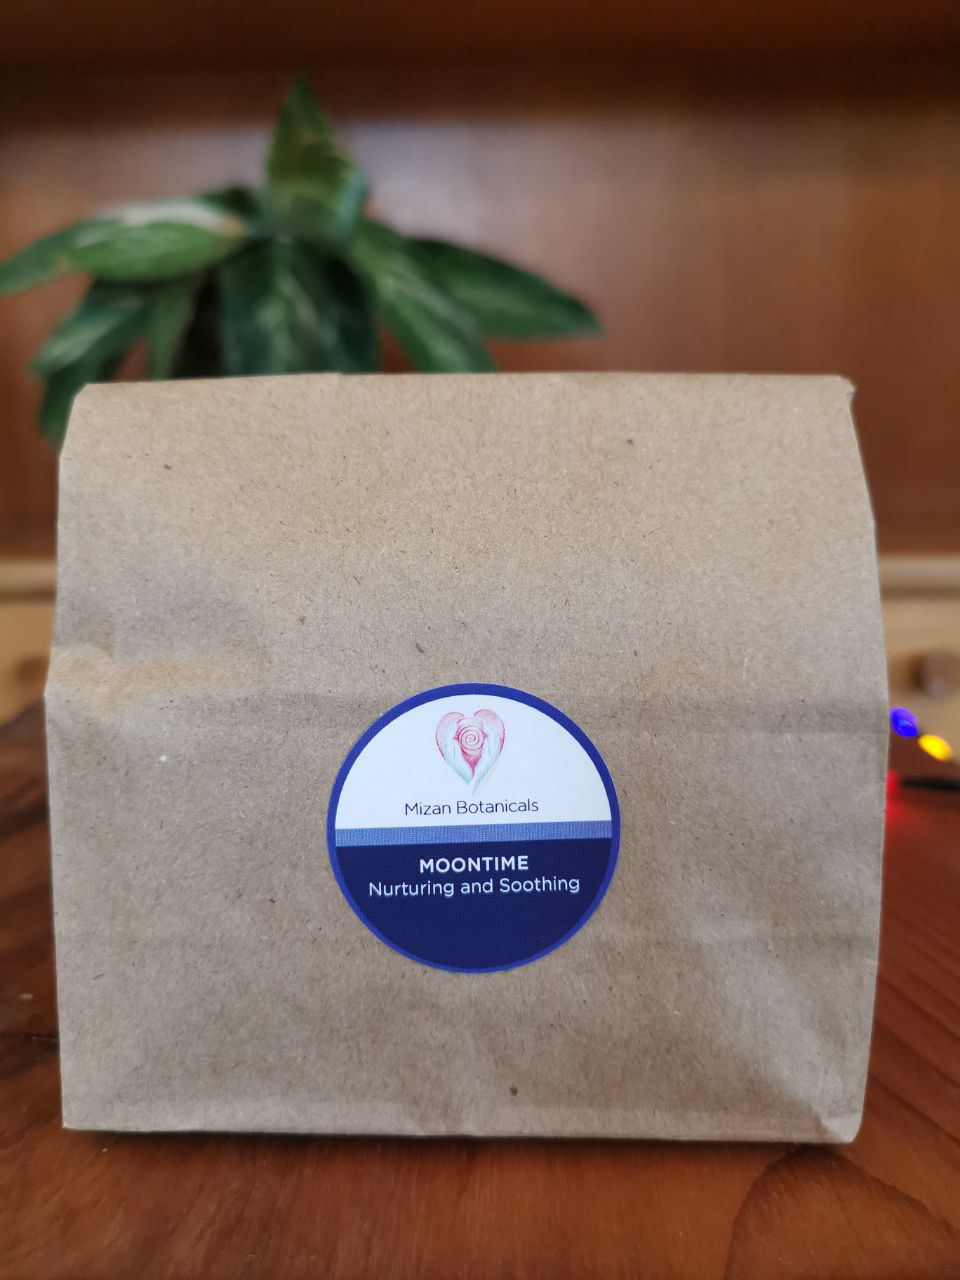 Mizan Botanicals
MOONTIME
Nurturing and Soothing